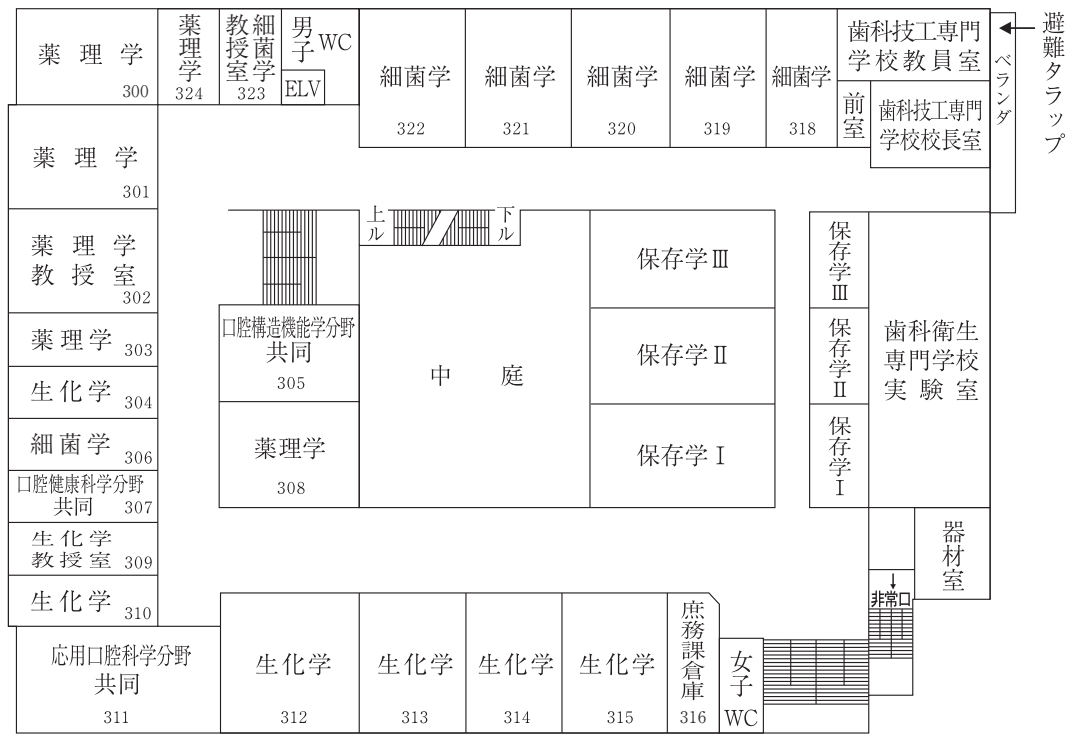 薬理学
300
薬理学
324
細菌学
教授室
323
男子WC
ELV
細菌学
322
細菌学
321
細菌学
320
細菌学
319
細菌学
318
歯科技工専門
学校教員室
前室
歯科技工専門
学校校長室
ベランダ
避難タラップ
薬理学
301
薬理学
教授室
302
薬理学 303
生化学 304
細菌学 306
口腔健康科学分野
共同 307
生化学
教授室 309
生化学 310
応用口腔科学分野
共同
311
上ル
下ル
口腔構造機能学分野
共同
305
薬理学
308
中庭
保存学Ⅲ
保存学Ⅱ
保存学Ⅰ
保存学Ⅲ
保存学Ⅱ
保存学Ⅰ
歯科衛生
専門学校
実験室
器材室
非常口
生化学
312
生化学
313
生化学
314
生化学
315
庶務課倉庫
316
女子
WC